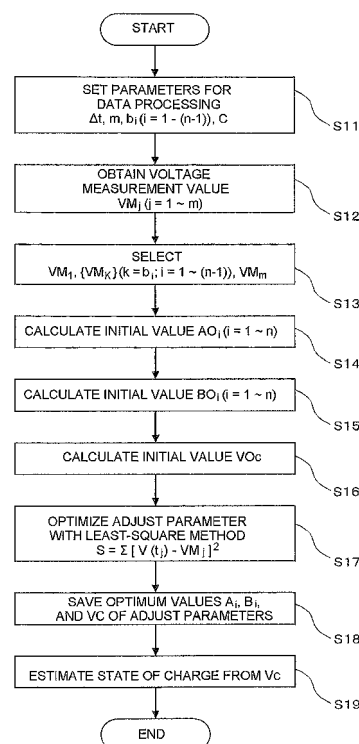 START
SET PARAMETERS FOR
DATA PROCESSING
Δt, m, bi (i = 1 - (n-1)), C
S11
OBTAIN VOLTAGE
MEASUREMENT VALUE
VMj (j = 1 ~ m)
S12
SELECT
VM1, {VMK} (k = bi; i = 1 ~ (n-1)), VMm
S13
CALCULATE INITIAL VALUE AOi (i = 1 ~ n)
S14
CALCULATE INITIAL VALUE BOi (i = 1 ~ n)
S15
CALCULATE INITIAL VALUE VOc
S16
OPTIMIZE ADJUST PARAMETER
WITH LEAST-SQUARE METHOD
S = Σ [ V (tj) - VMj ]²
S17
SAVE OPTIMUM VALUES Ai, Bi,
AND VC OF ADJUST PARAMETERS
S18
ESTIMATE STATE OF CHARGE FROM Vc
S19
END